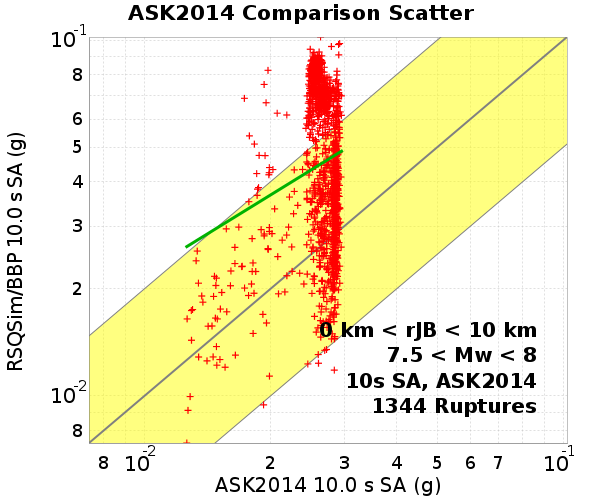 ASK2014 Comparison Scatter
RSQSim/BBP 10.0 s SA (g)
10-1
8
6
5
4
3
2
10-2
8
0 km < rJB < 10 km
7.5 < Mw < 8
10s SA, ASK2014
1344 Ruptures
8 10-2 2 3 4 5 6 7 10-1
ASK2014 10.0 s SA (g)